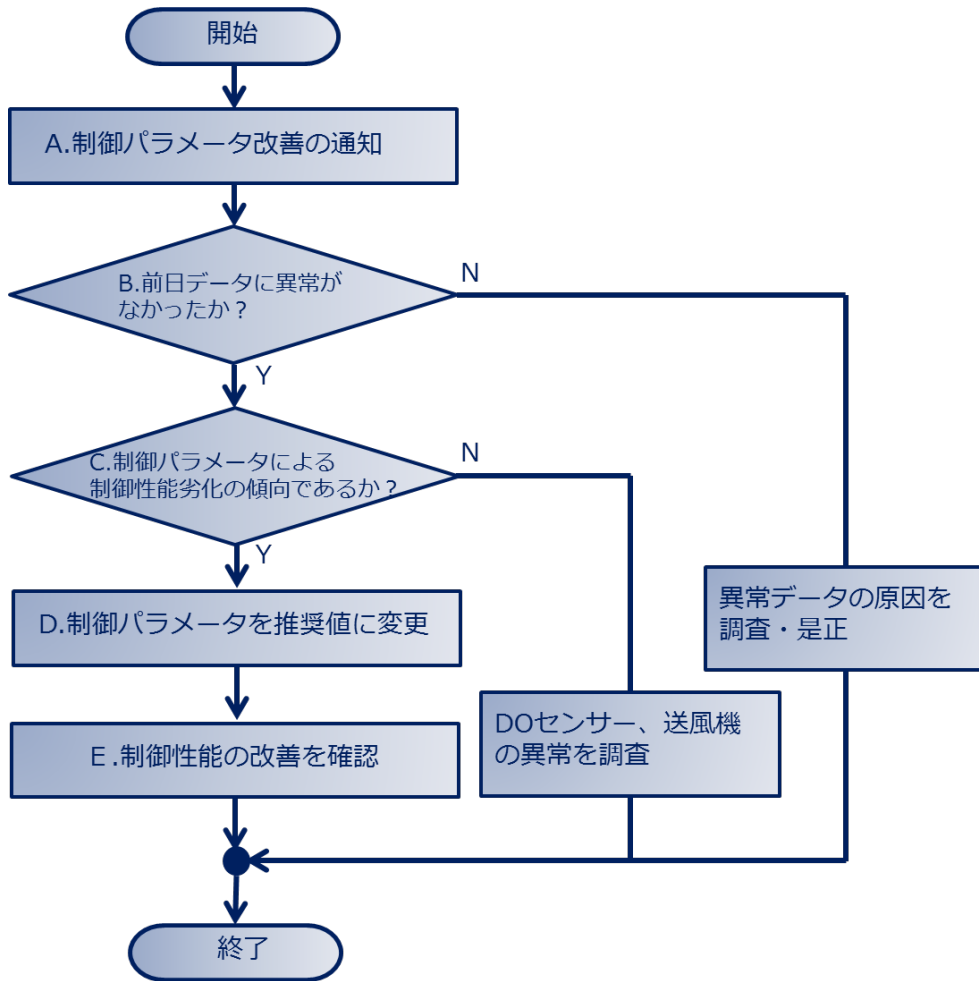 開始
A.制御パラメータ改善の通知
B.前日データに異常が
なかったか？
N
Y
C.制御パラメータによる
制御性能劣化の傾向であるか？
N
Y
D.制御パラメータを推奨値に変更
異常データの原因を
調査・是正
DOセンサー、送風機
の異常を調査
E.制御性能の改善を確認
終了